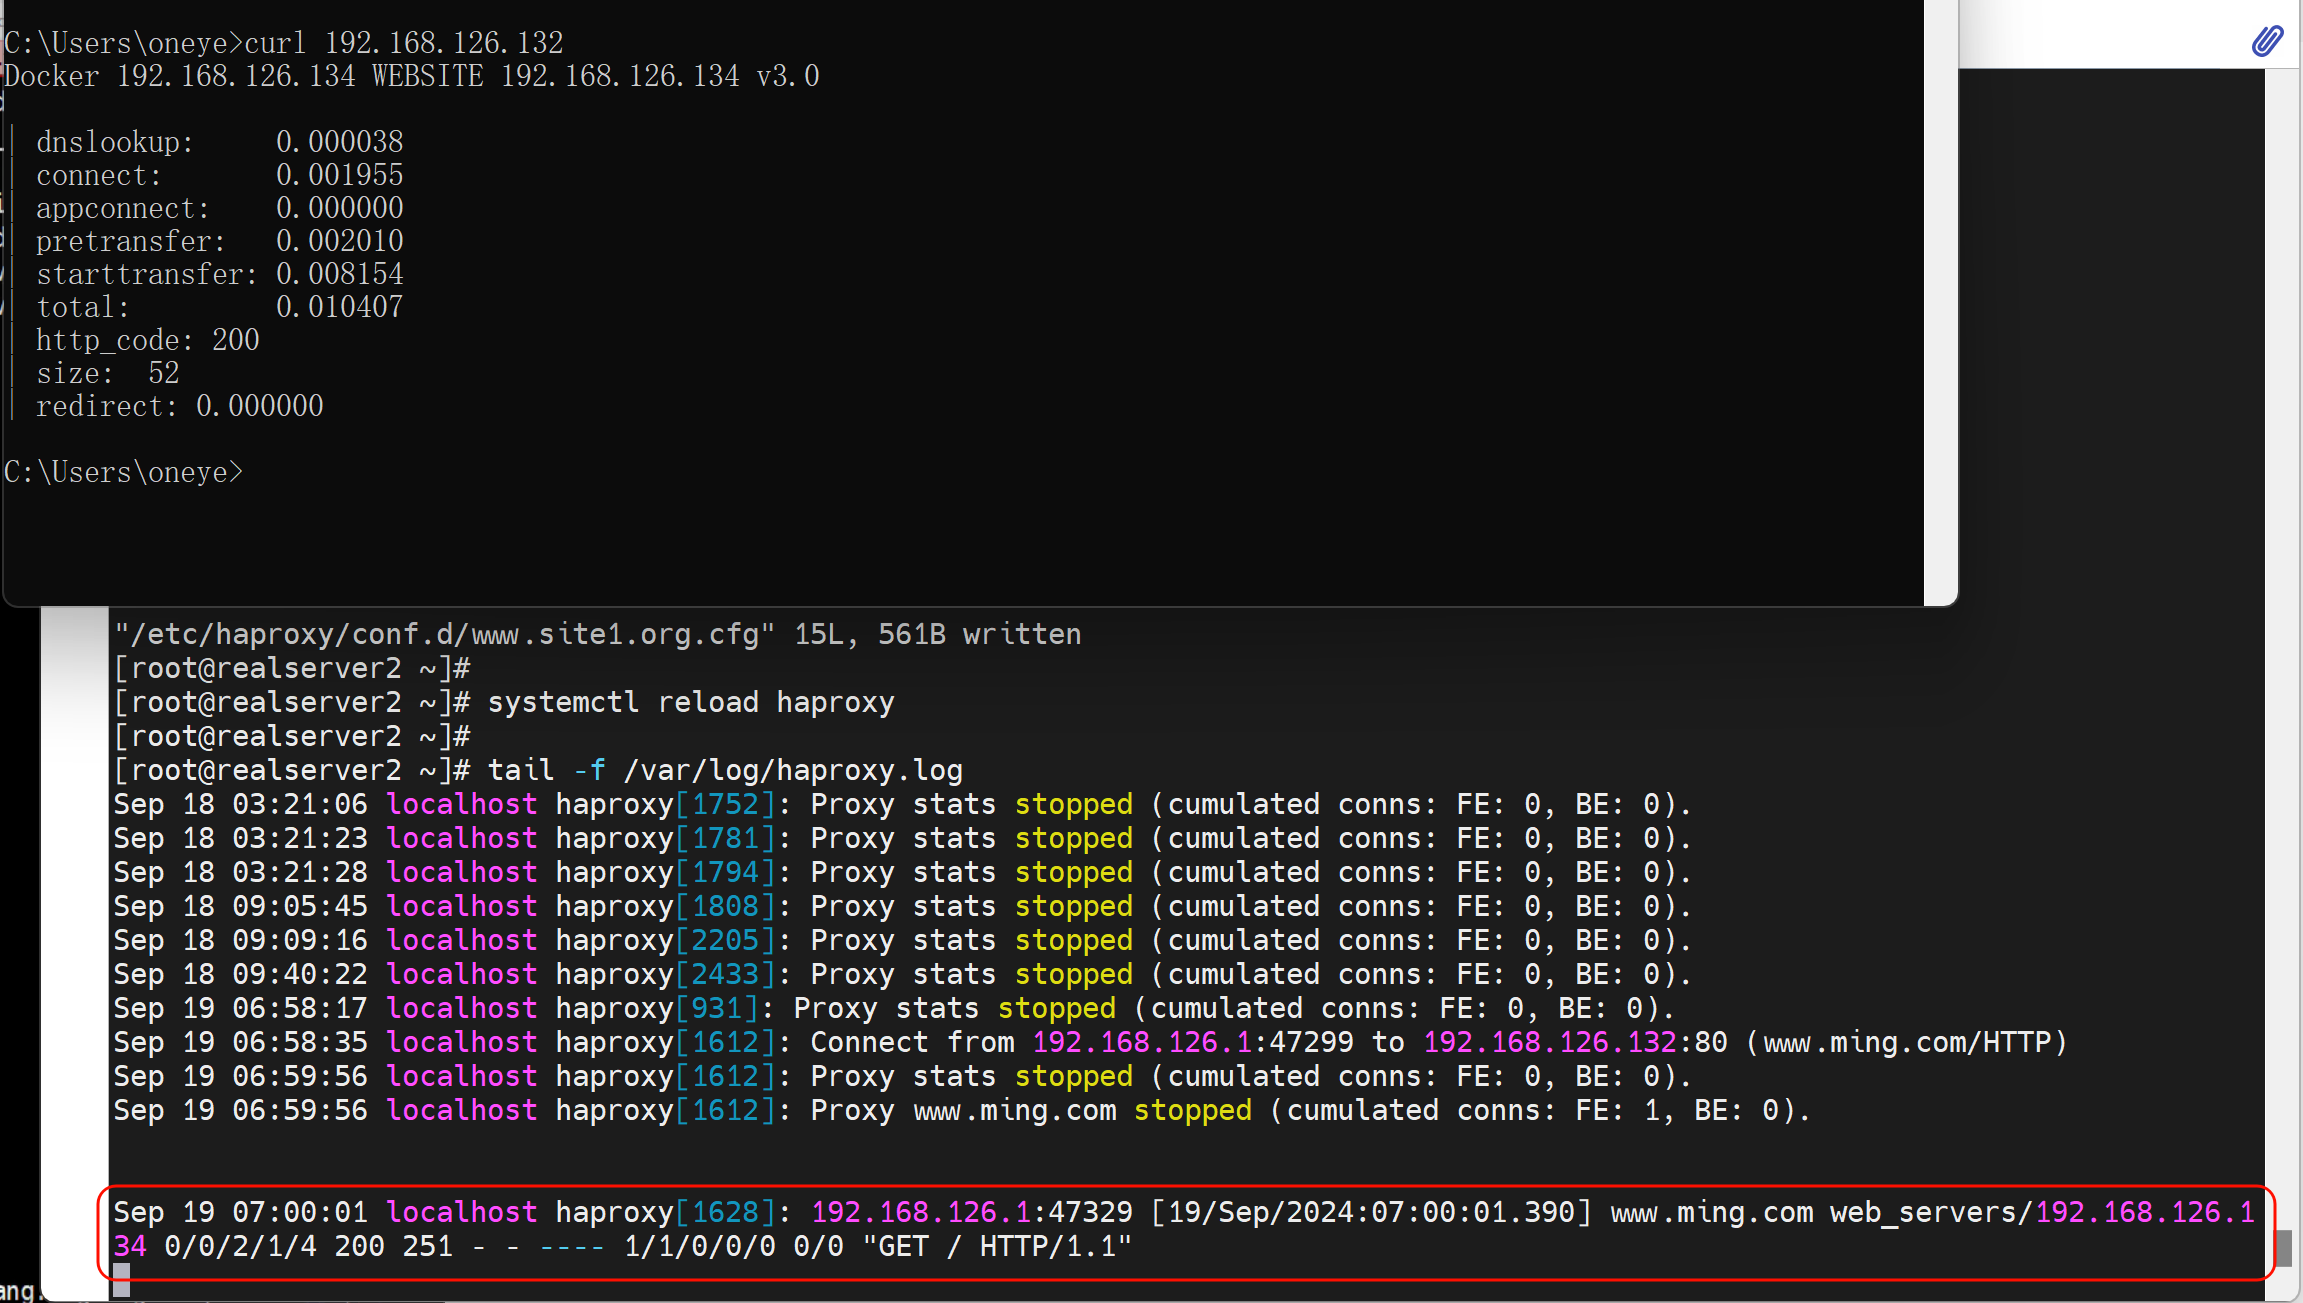 C:\Users\oneye>curl 192.168.126.132
Docker 192.168.126.134 WEBSITE 192.168.126.134 v3.0
| dnslookup: 0.000038
| connect: 0.001955
| appconnect: 0.000000
| pretransfer: 0.002010
| starttransfer: 0.008154
| total: 0.010407
| http_code: 200
| size: 52
| redirect: 0.000000
C:\Users\oneye>
"/etc/haproxy/conf.d/www.site1.org.cfg" 15L, 561B written
[root@realserver2 ~]#
[root@realserver2 ~]# systemctl reload haproxy
[root@realserver2 ~]#
[root@realserver2 ~]# tail -f /var/log/haproxy.log
Sep 18 03:21:06 localhost haproxy[1752]: Proxy stats stopped (cumulated conns: FE: 0, BE: 0).
Sep 18 03:21:23 localhost haproxy[1781]: Proxy stats stopped (cumulated conns: FE: 0, BE: 0).
Sep 18 03:21:28 localhost haproxy[1794]: Proxy stats stopped (cumulated conns: FE: 0, BE: 0).
Sep 18 09:05:45 localhost haproxy[1808]: Proxy stats stopped (cumulated conns: FE: 0, BE: 0).
Sep 18 09:09:16 localhost haproxy[2205]: Proxy stats stopped (cumulated conns: FE: 0, BE: 0).
Sep 18 09:40:22 localhost haproxy[2433]: Proxy stats stopped (cumulated conns: FE: 0, BE: 0).
Sep 19 06:58:17 localhost haproxy[931]: Proxy stats stopped (cumulated conns: FE: 0, BE: 0).
Sep 19 06:58:35 localhost haproxy[1612]: Connect from 192.168.126.1:47299 to 192.168.126.132:80 (www.ming.com/HTTP)
Sep 19 06:59:56 localhost haproxy[1612]: Proxy stats stopped (cumulated conns: FE: 0, BE: 0).
Sep 19 06:59:56 localhost haproxy[1612]: Proxy www.ming.com stopped (cumulated conns: FE: 1, BE: 0).
Sep 19 07:00:01 localhost haproxy[1628]: 192.168.126.1:47329 [19/Sep/2024:07:00:01.390] www.ming.com web_servers/192.168.126.1
34 0/0/2/1/4 200 251 - - ---- 1/1/0/0/0 0/0 "GET / HTTP/1.1"
ang.